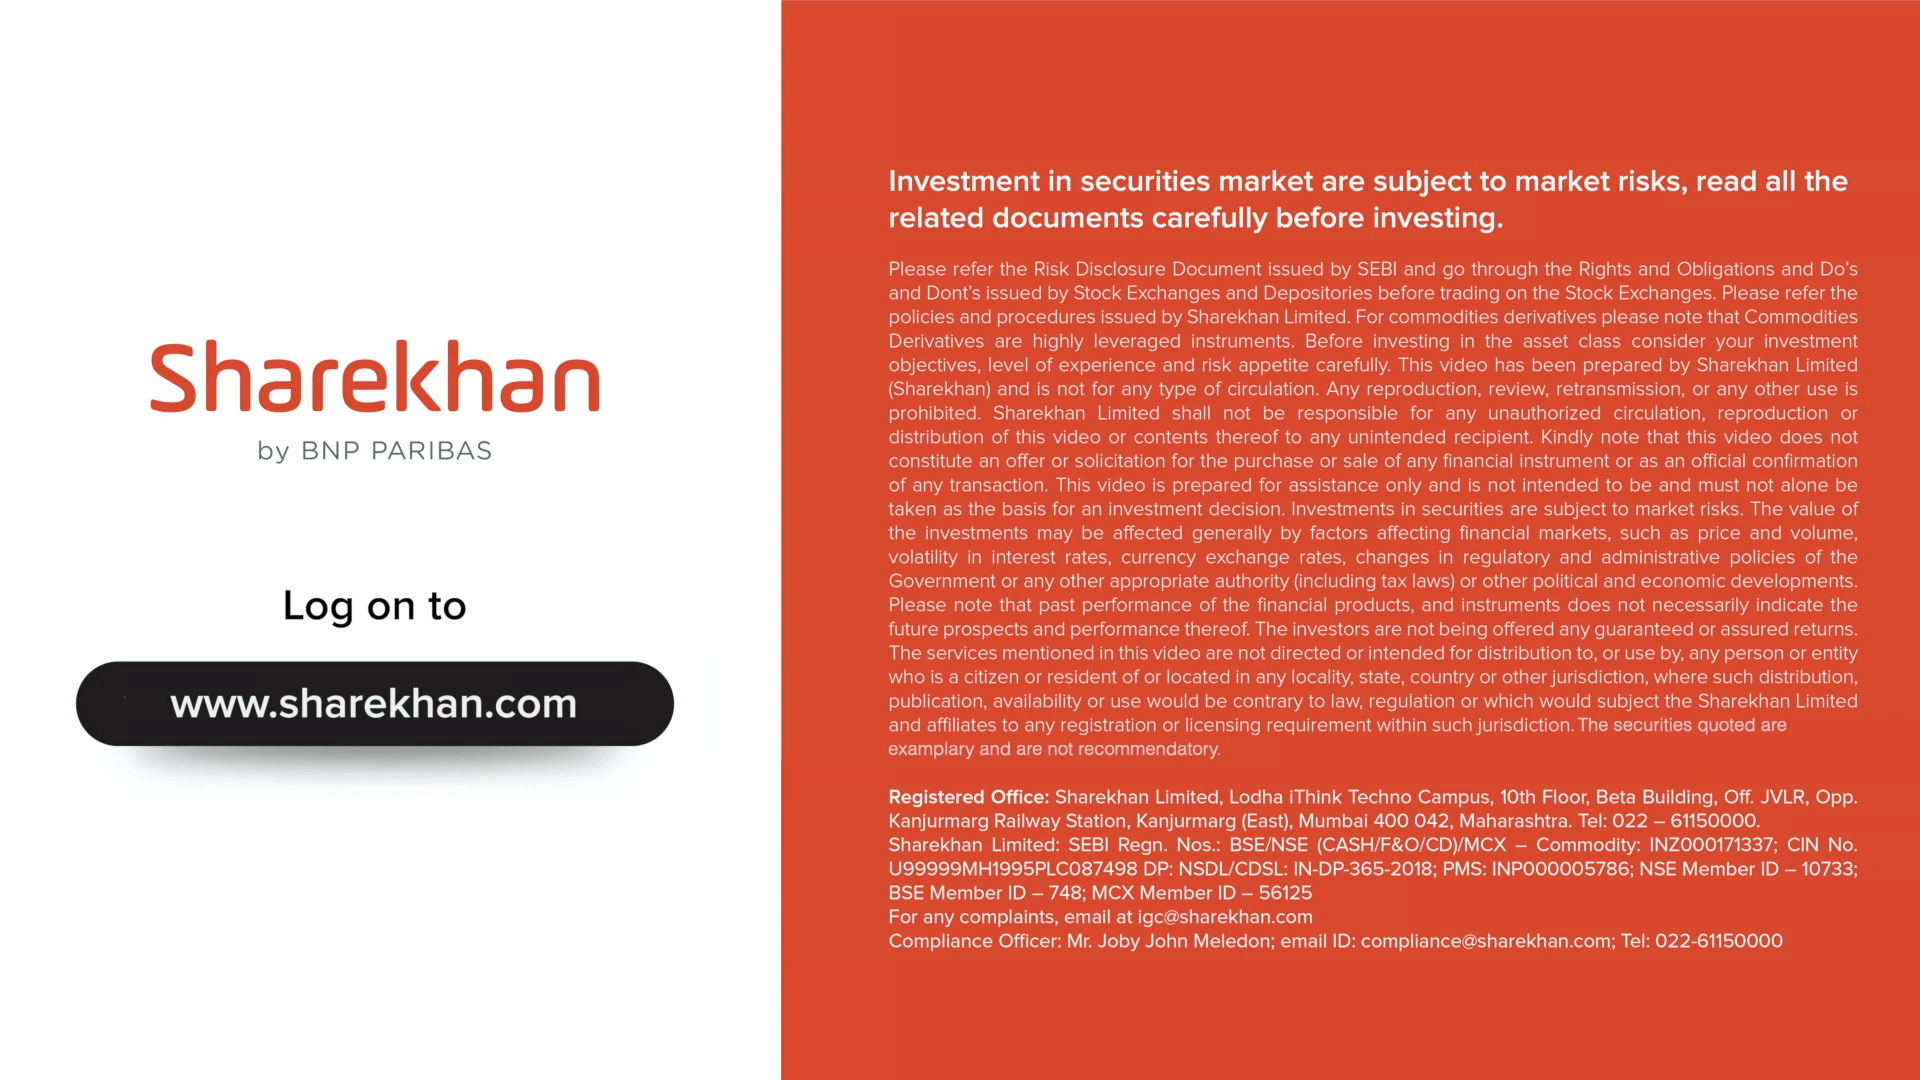 Sharekhan
by BNP PARIBAS
Log on to
www.sharekhan.com
Investment in securities market are subject to market risks, read all the
related documents carefully before investing.
Please refer the Risk Disclosure Document issued by SEBI and go through the Rights and Obligations and Do's
and Dont's issued by Stock Exchanges and Depositories before trading on the Stock Exchanges. Please refer the
policies and procedures issued by Sharekhan Limited. For commodities derivatives please note that Commodities
Derivatives are highly leveraged instruments. Before investing in the asset class consider your investment
objectives, level of experience and risk appetite carefully. This video has been prepared by Sharekhan Limited
(Sharekhan) and is not for any type of circulation. Any reproduction, review, retransmission, or any other use is
prohibited. Sharekhan Limited shall not be responsible for any unauthorized circulation, reproduction or
distribution of this video or contents thereof to any unintended recipient. Kindly note that this video does not
constitute an offer or solicitation for the purchase or sale of any financial instrument or as an official confirmation
of any transaction. This video is prepared for assistance only and is not intended to be and must not alone be
taken as the basis for an investment decision. Investments in securities are subject to market risks. The value of
the investments may be affected generally by factors affecting financial markets, such as price and volume,
volatility in interest rates, currency exchange rates, changes in regulatory and administrative policies of the
Government or any other appropriate authority (including tax laws) or other political and economic developments.
Please note that past performance of the financial products, and instruments does not necessarily indicate the
future prospects and performance thereof. The investors are not being offered any guaranteed or assured returns.
The services mentioned in this video are not directed or intended for distribution to, or use by, any person or entity
who is a citizen or resident of or located in any locality, state, country or other jurisdiction, where such distribution,
publication, availability or use would be contrary to law, regulation or which would subject the Sharekhan Limited
and affiliates to any registration or licensing requirement within such jurisdiction. The securities quoted are
examplary and are not recommendatory.
Registered Office: Sharekhan Limited, Lodha iThink Techno Campus, 10th Floor, Beta Building, Off. JVLR, Opp.
Kanjurmarg Railway Station, Kanjurmarg (East), Mumbai 400 042, Maharashtra. Tel: 022 – 61150000.
Sharekhan Limited: SEBI Regn. Nos.: BSE/NSE (CASH/F&O/CD)/MCX – Commodity: INZ000171337; CIN No.
U99999MH1995PLC087498 DP: NSDL/CDSL: IN-DP-365-2018; PMS: INP000005786; NSE Member ID – 10733;
BSE Member ID – 748; MCX Member ID – 56125
For any complaints, email at igc@sharekhan.com
Compliance Officer: Mr. Joby John Meledon; email ID: compliance@sharekhan.com; Tel: 022-61150000